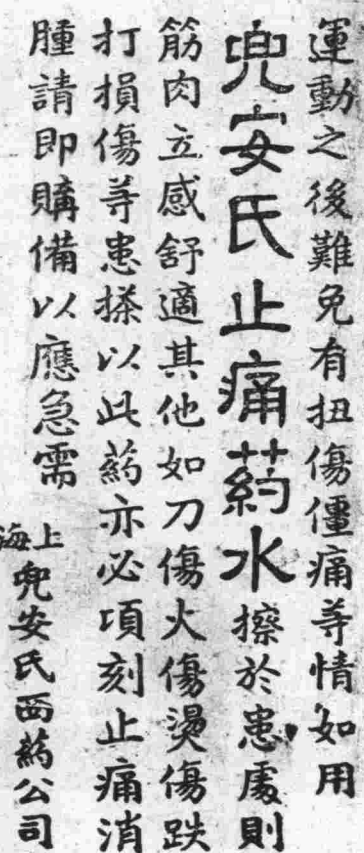 運動之後難免有扭傷僵痛等情如用
兜安氏止痛葯水擦於患處則
筋肉立感舒適其他如刀傷火傷燙傷跌
打損傷等患搽以此葯亦必頃刻止痛消
腫請即購備以應急需
上海
兜安氏西葯公司